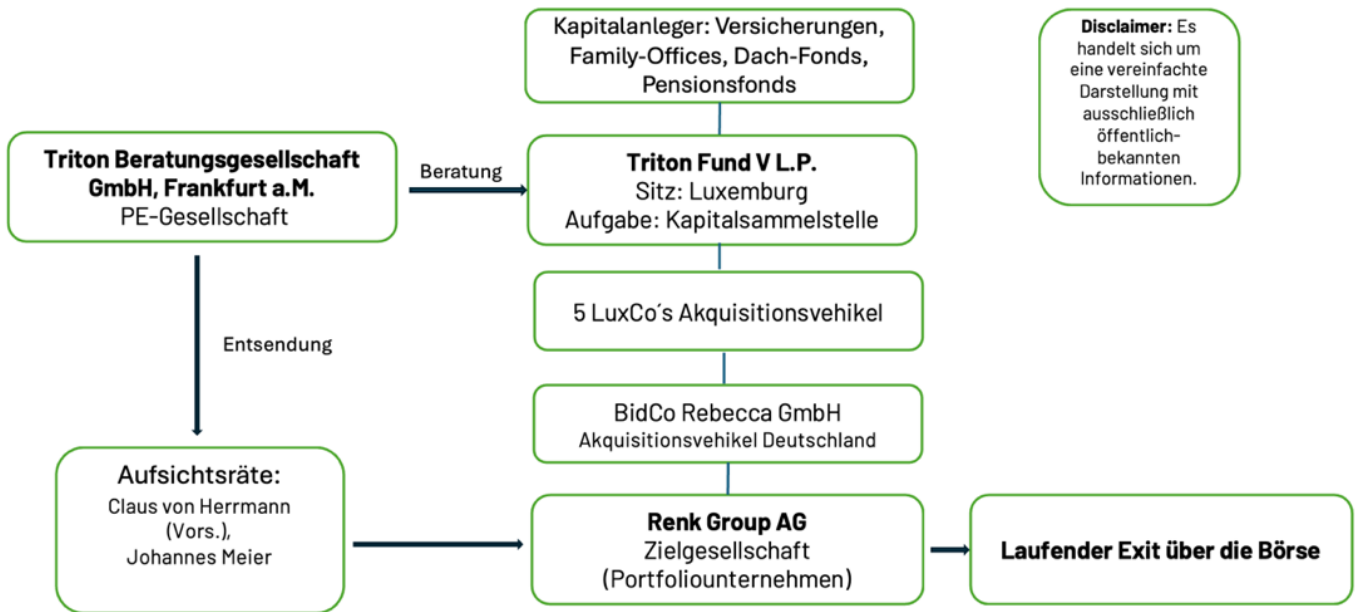 Kapitalanleger: Versicherungen,
Family-Offices, Dach-Fonds,
Pensionsfonds
Disclaimer: Es
handelt sich um
eine vereinfachte
Darstellung mit
ausschließlich
öffentlich-
bekannten
Informationen.
Triton Beratungsgesellschaft
GmbH, Frankfurt a.M.
PE-Gesellschaft
Beratung
Triton Fund V L.P.
Sitz: Luxemburg
Aufgabe: Kapitalsammelstelle
5 LuxCo´s Akquisitionsvehikel
Entsendung
BidCo Rebecca GmbH
Akquisitionsvehikel Deutschland
Aufsichtsräte:
Claus von Herrmann
(Vors.),
Johannes Meier
Renk Group AG
Zielgesellschaft
(Portfoliounternehmen)
Laufender Exit über die Börse